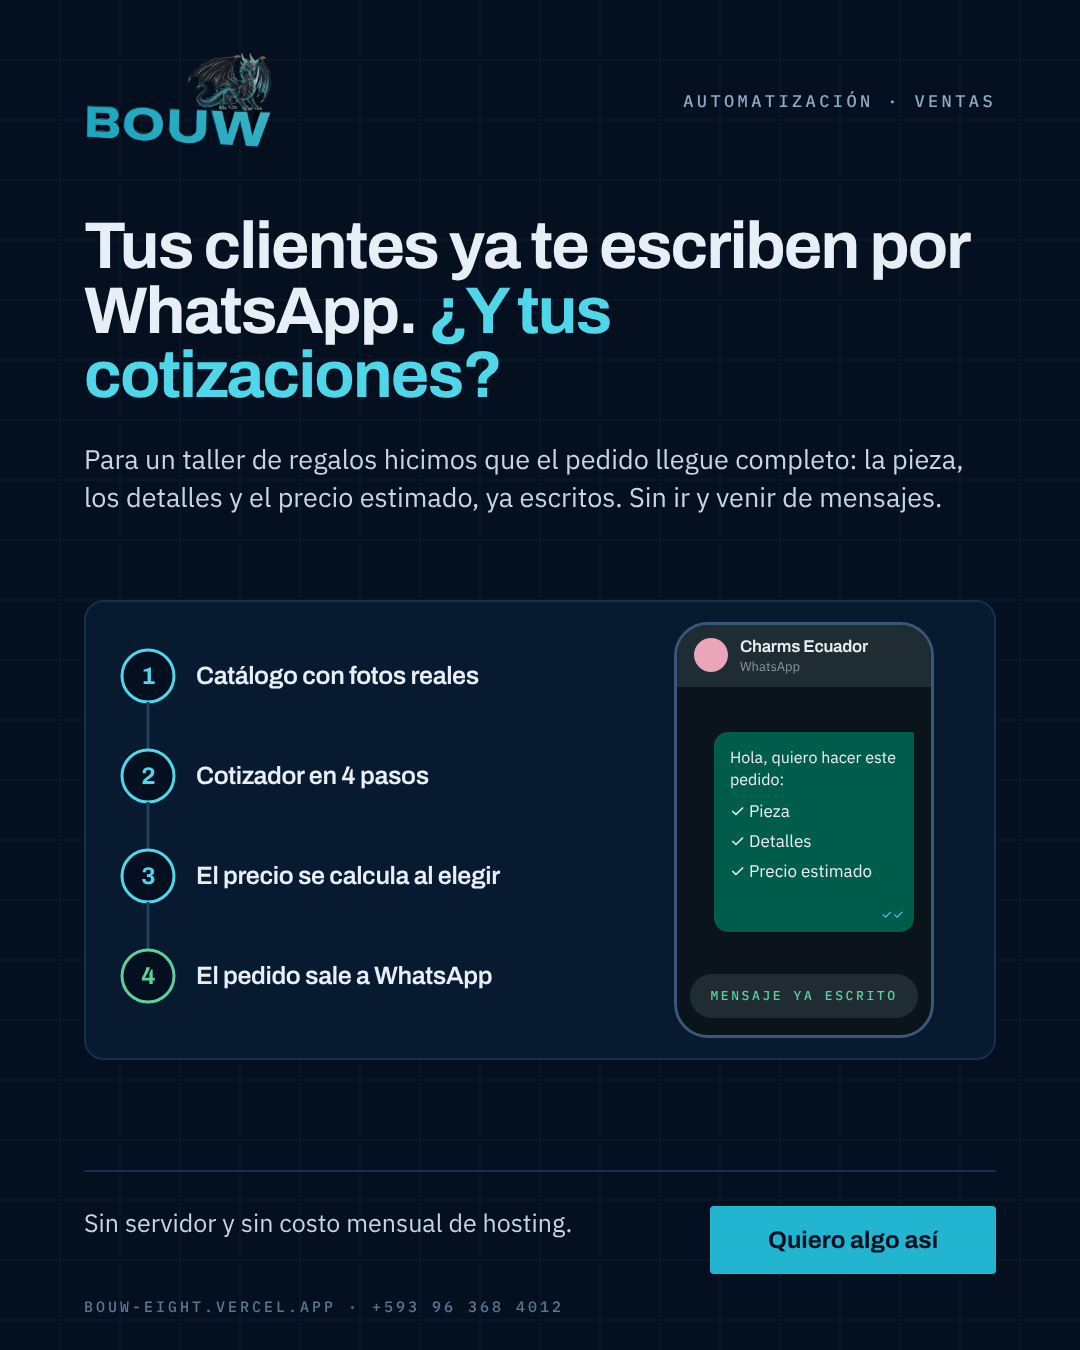 BOUW
AUTOMATIZACIÓN · VENTAS
Tus clientes ya te escriben por
WhatsApp. ¿Y tus
cotizaciones?
Para un taller de regalos hicimos que el pedido llegue completo: la pieza,
los detalles y el precio estimado, ya escritos. Sin ir y venir de mensajes.
1 Catálogo con fotos reales
2 Cotizador en 4 pasos
3 El precio se calcula al elegir
4 El pedido sale a WhatsApp
Charms Ecuador
WhatsApp
Hola, quiero hacer este
pedido:
✓ Pieza
✓ Detalles
✓ Precio estimado
✓✓
MENSAJE YA ESCRITO
Sin servidor y sin costo mensual de hosting.
Quiero algo así
BOUW-EIGHT.VERCEL.APP · +593 96 368 4012